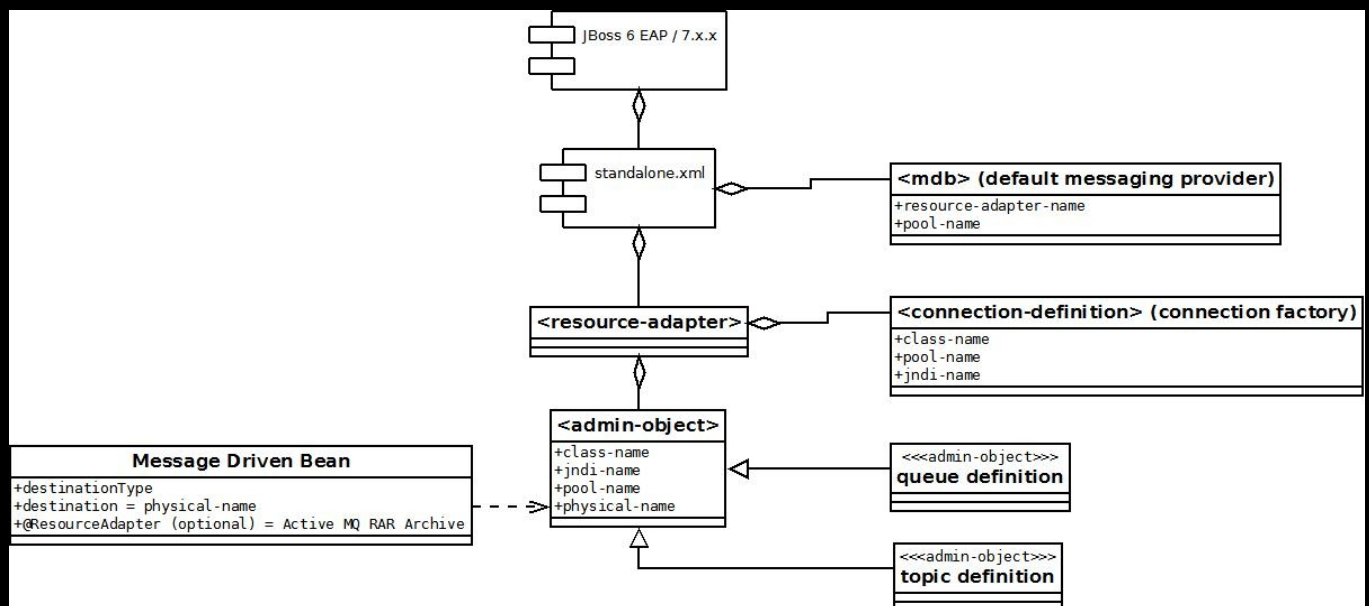 JBoss 6 EAP / 7.x.x
standalone.xml
<mdb> (default messaging provider)
+resource-adapter-name
+pool-name
<resource-adapter>
<connection-definition> (connection factory)
+class-name
+pool-name
+jndi-name
<admin-object>
+class-name
+jndi-name
+pool-name
+physical-name
Message Driven Bean
+destinationType
+destination = physical-name
+@ResourceAdapter (optional) = Active MQ RAR Archive
<<<admin-object>>>
queue definition
<<<admin-object>>>
topic definition